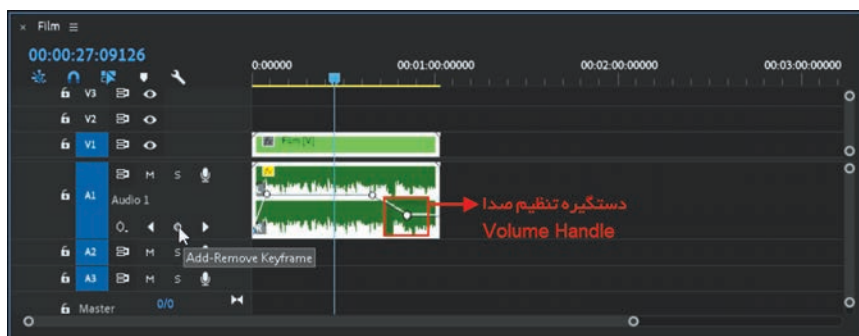 × Film ≡
00:00:27:09126
0:00000 00:01:00:00000 00:02:00:00000 00:03:00:00000
V3
V2
V1 fx Film [V]
M S fx
A1 Audio 1
دستگیره تنظیم صدا
Volume Handle
Add-Remove Keyframe
A2 M S
A3 M S
Master 0/0